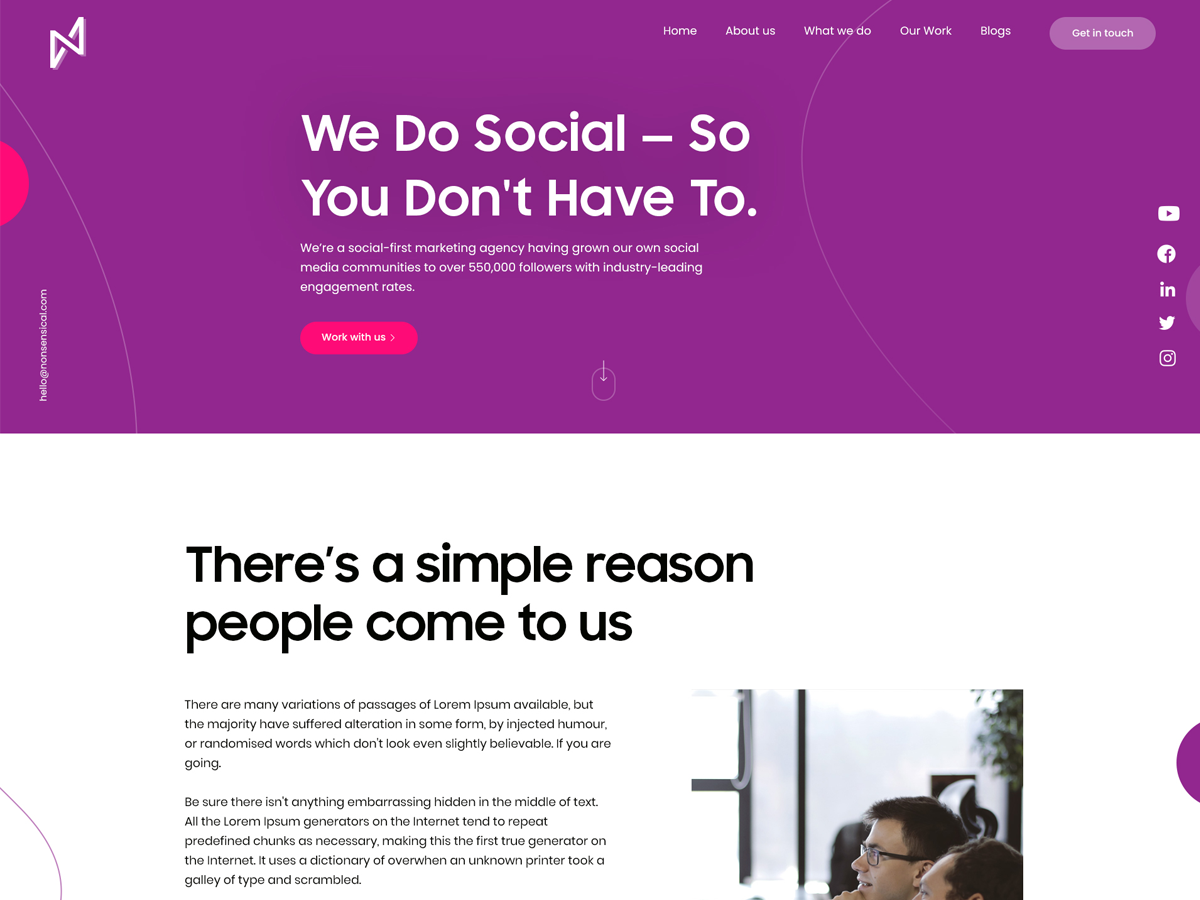 Home About us What we do Our Work Blogs Get in touch
We Do Social – So
You Don't Have To.
We're a social-first marketing agency having grown our own social
media communities to over 550,000 followers with industry-leading
engagement rates.
Work with us
hello@nonsensical.com
There's a simple reason
people come to us
There are many variations of passages of Lorem Ipsum available, but
the majority have suffered alteration in some form, by injected humour,
or randomised words which don't look even slightly believable. If you are
going.
Be sure there isn't anything embarrassing hidden in the middle of text.
All the Lorem Ipsum generators on the Internet tend to repeat
predefined chunks as necessary, making this the first true generator on
the Internet. It uses a dictionary of overwhen an unknown printer took a
galley of type and scrambled.